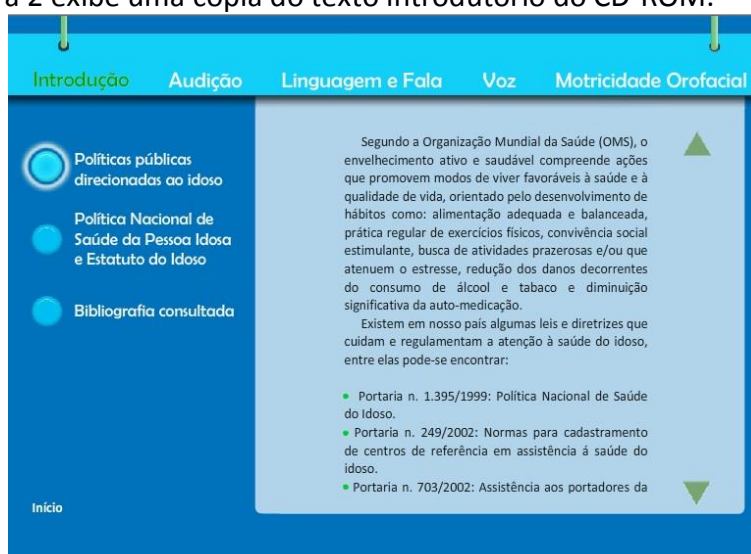 a 2 exibe uma cópia do texto introdutório do CD-ROM.
Introdução Audição Linguagem e Fala Voz Motricidade Orofacial
Políticas públicas
direcionadas ao idoso
Política Nacional de
Saúde da Pessoa Idosa
e Estatuto do Idoso
Bibliografia consultada
Início
Segundo a Organização Mundial da Saúde (OMS), o
envelhecimento ativo e saudável compreende ações
que promovem modos de viver favoráveis à saúde e à
qualidade de vida, orientado pelo desenvolvimento de
hábitos como: alimentação adequada e balanceada,
prática regular de exercícios físicos, convivência social
estimulante, busca de atividades prazerosas e/ou que
atenuem o estresse, redução dos danos decorrentes
do consumo de álcool e tabaco e diminuição
significativa da auto-medicação.
Existem em nosso país algumas leis e diretrizes que
cuidam e regulamentam a atenção à saúde do idoso,
entre elas pode-se encontrar:
• Portaria n. 1.395/1999: Política Nacional de Saúde
do Idoso.
• Portaria n. 249/2002: Normas para cadastramento
de centros de referência em assistência á saúde do
idoso.
• Portaria n. 703/2002: Assistência aos portadores da